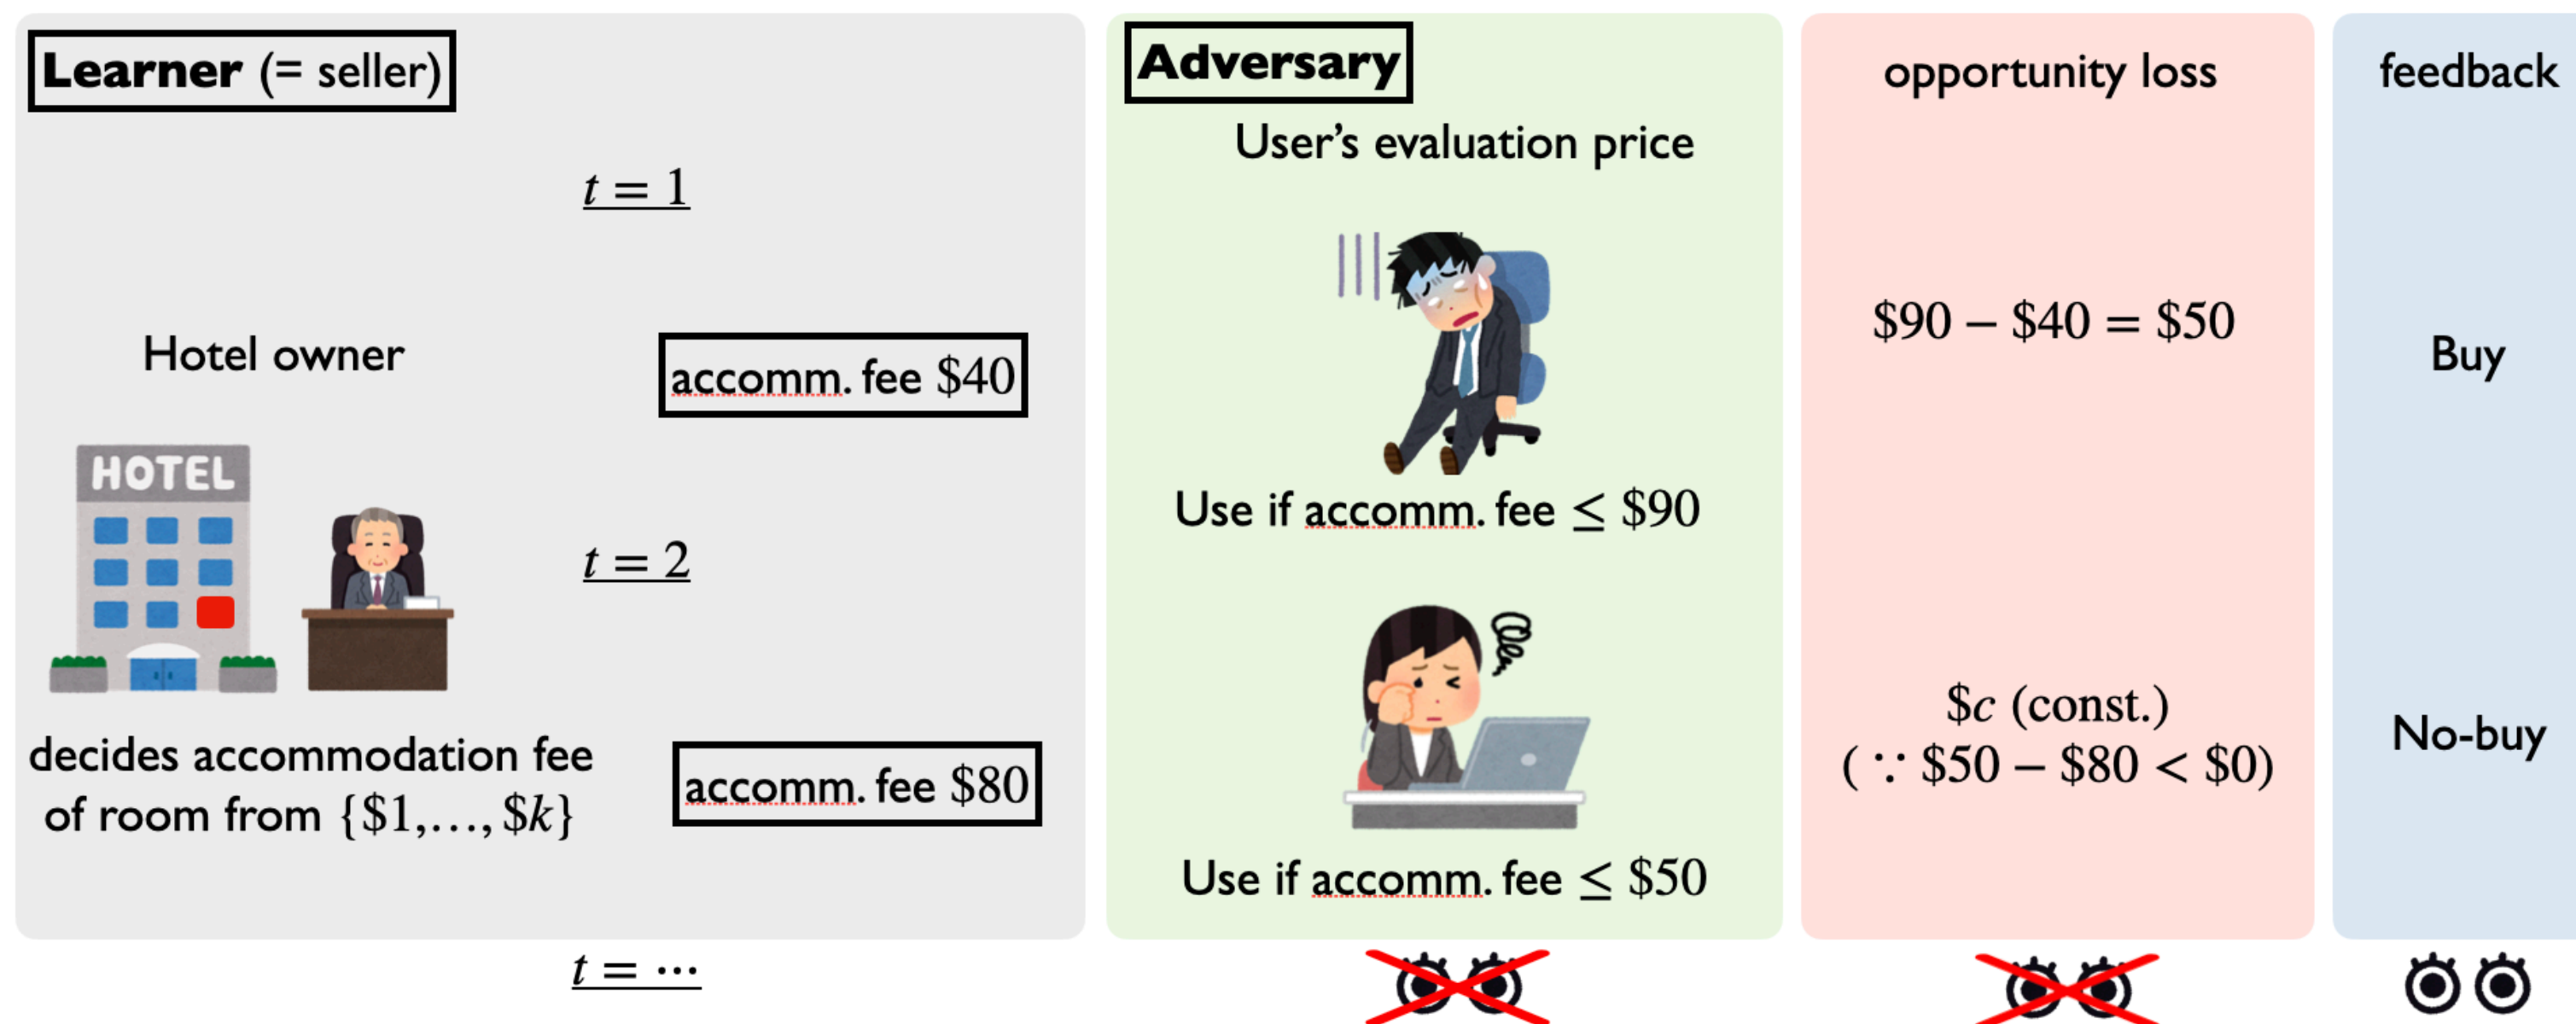 Learner (= seller)
t = 1
Hotel owner
accomm. fee $40
HOTEL
t = 2
decides accommodation fee
of room from {$1,…, $k}
accomm. fee $80
t = ⋯
Adversary
User’s evaluation price
Use if accomm. fee ≤ $90
Use if accomm. fee ≤ $50
opportunity loss
$90 − $40 = $50
$c (const.)
( ∵ $50 − $80 < $0)
feedback
Buy
No-buy